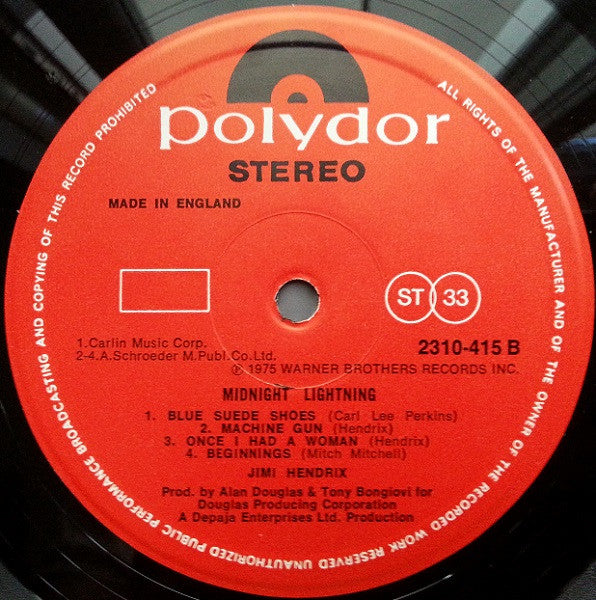 polydor
STEREO
MADE IN ENGLAND
ST 33
1.Carlin Music Corp.
2-4.A.Schroeder M.Publ.Co.Ltd.
2310-415 B
℗ 1975 WARNER BROTHERS RECORDS INC.
MIDNIGHT LIGHTNING
1. BLUE SUEDE SHOES (Carl Lee Perkins)
2. MACHINE GUN (Hendrix)
3. ONCE I HAD A WOMAN (Hendrix)
4. BEGINNINGS (Mitch Mitchell)
JIMI HENDRIX
Prod. by Alan Douglas & Tony Bongiovi for
Douglas Producing Corporation
A Depaja Enterprises Ltd. Production
ALL RIGHTS OF THE MANUFACTURER AND OF THE OWNER OF THE RECORDED WORK RESERVED UNAUTHORIZED PUBLIC PERFORMANCE BROADCASTING AND COPYING OF THIS RECORD PROHIBITED